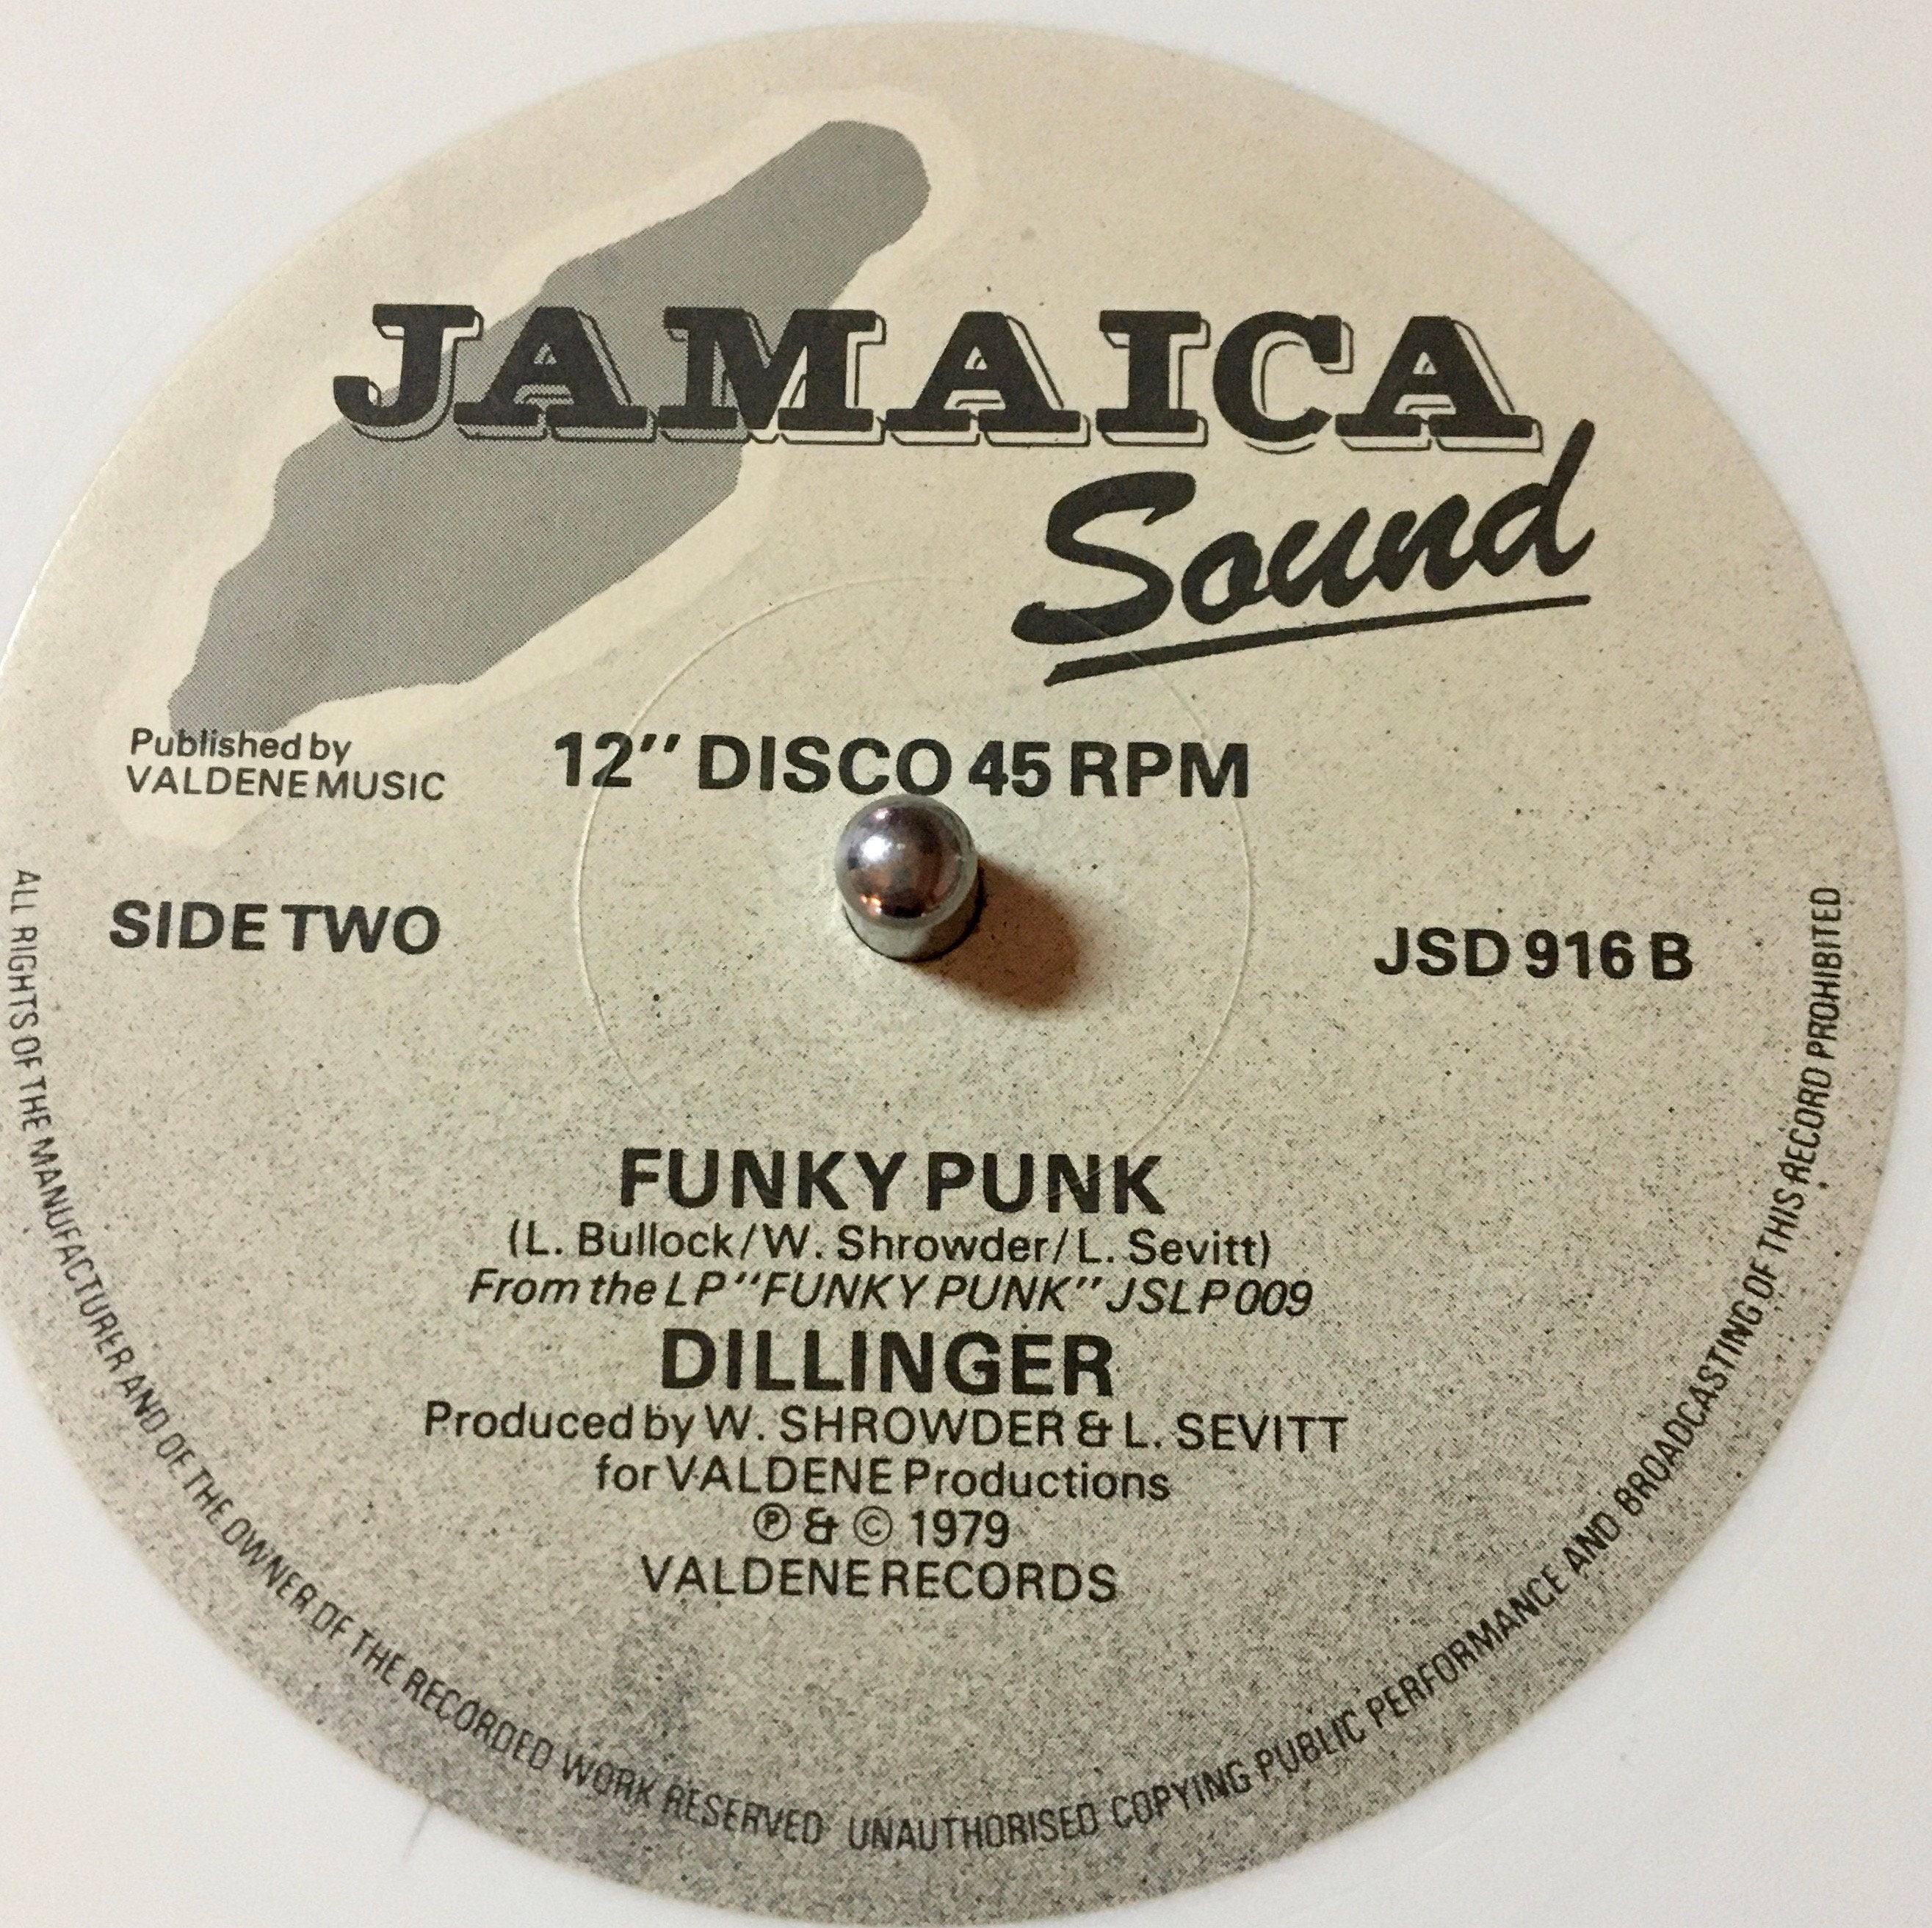 JAMAICA
Sound
Published by
VALDENE MUSIC
12" DISCO 45 RPM
SIDE TWO
JSD 916 B
FUNKY PUNK
(L. Bullock/W. Shrowder/L. Sevitt)
From the LP "FUNKY PUNK" JSLP 009
DILLINGER
Produced by W. SHROWDER & L. SEVITT
for VALDENE Productions
℗ & © 1979
VALDENE RECORDS
ALL RIGHTS OF THE MANUFACTURER AND OF THE OWNER OF THE RECORDED WORK RESERVED UNAUTHORISED COPYING PUBLIC PERFORMANCE AND BROADCASTING OF THIS RECORD PROHIBITED